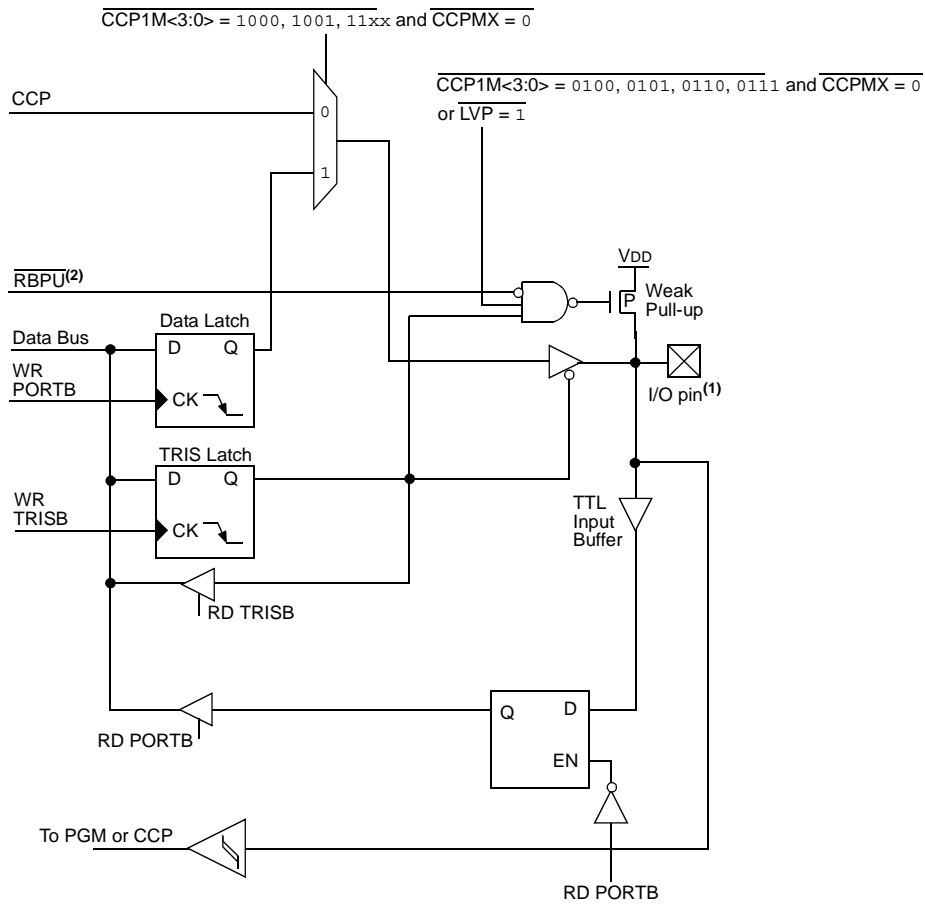 CCP1M<3:0> = 1000, 1001, 11xx and CCPMX = 0
CCP1M<3:0> = 0100, 0101, 0110, 0111 and CCPMX = 0
or LVP = 1
CCP
0
1
RBPU(2)
VDD
P
Weak
Pull-up
Data Bus
Data Latch
D
Q
WR
PORTB
CK
I/O pin(1)
TRIS Latch
D
Q
WR
TRISB
CK
TTL
Input
Buffer
RD TRISB
Q
D
EN
RD PORTB
To PGM or CCP
RD PORTB